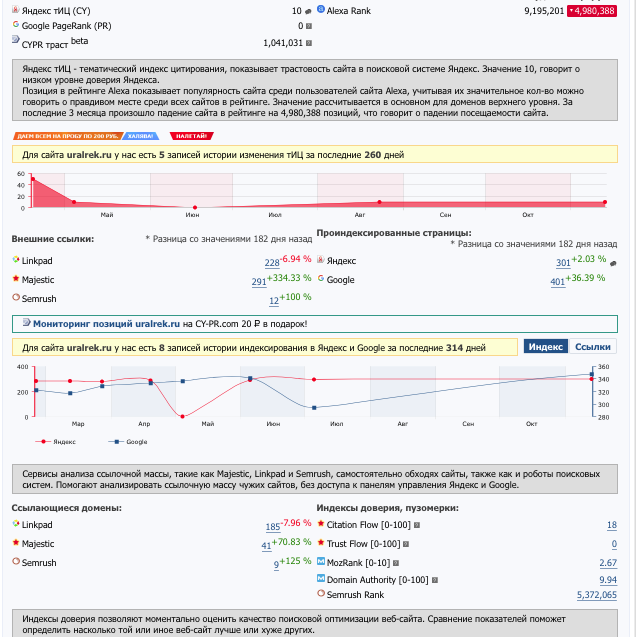 Яндекс тИЦ (CY) 10 Alexa Rank 9,195,201 4,980,388
Google PageRank (PR) 0
CYPR траст beta 1,041,031
Яндекс тИЦ - тематический индекс цитирования, показывает трастовость сайта в поисковой системе Яндекс. Значение 10, говорит о
низком уровне доверия Яндекса.
Позиция в рейтинге Alexa показывает популярность сайта среди пользователей сайта Alexa, учитывая их значительное кол-во можно
говорить о правдивом месте среди всех сайтов в рейтинге. Значение рассчитывается в основном для доменов верхнего уровня. За
последние 3 месяца произошло падение сайта в рейтинге на 4,980,388 позиций, что говорит о падении посещаемости сайта.
ДАЕМ ВСЕМ НА ПРОБУ ПО 200 РУБ. ХАЛЯВА! НАЛЕТАЙ!
Для сайта uralrek.ru у нас есть 5 записей истории изменения тИЦ за последние 260 дней
60
40
20
0
Май Июн Июл Авг Сен Окт
Внешние ссылки: * Разница со значениями 182 дня назад
Linkpad 228 -6.94 %
Majestic 291 +334.33 %
Semrush 12 +100 %
Проиндексированные страницы:
* Разница со значениями 182 дня назад
Яндекс 301 +2.03 %
Google 401 +36.39 %
Мониторинг позиций uralrek.ru на CY-PR.com 20 ₽ в подарок!
Для сайта uralrek.ru у нас есть 8 записей истории индексирования в Яндекс и Google за последние 314 дней
Индекс Ссылки
400
200
0
360
340
320
300
280
Мар Апр Май Июн Июл Авг Сен Окт
Яндекс Google
Сервисы анализа ссылочной массы, такие как Majestic, Linkpad и Semrush, самостоятельно обходях сайты, также как и роботы поисковых
систем. Помогают анализировать ссылочную массу чужих сайтов, без доступа к панелям управления Яндекс и Google.
Ссылающиеся домены:
Linkpad 185 -7.96 %
Majestic 41 +70.83 %
Semrush 9 +125 %
Индексы доверия, пузомерки:
Citation Flow [0-100] 18
Trust Flow [0-100] 0
MozRank [0-10] 2.67
Domain Authority [0-100] 9.94
Semrush Rank 5,372,065
Индексы доверия позволяют моментально оценить качество поисковой оптимизации веб-сайта. Сравнение показателей поможет
определить насколько той или иное веб-сайт лучше или хуже других.